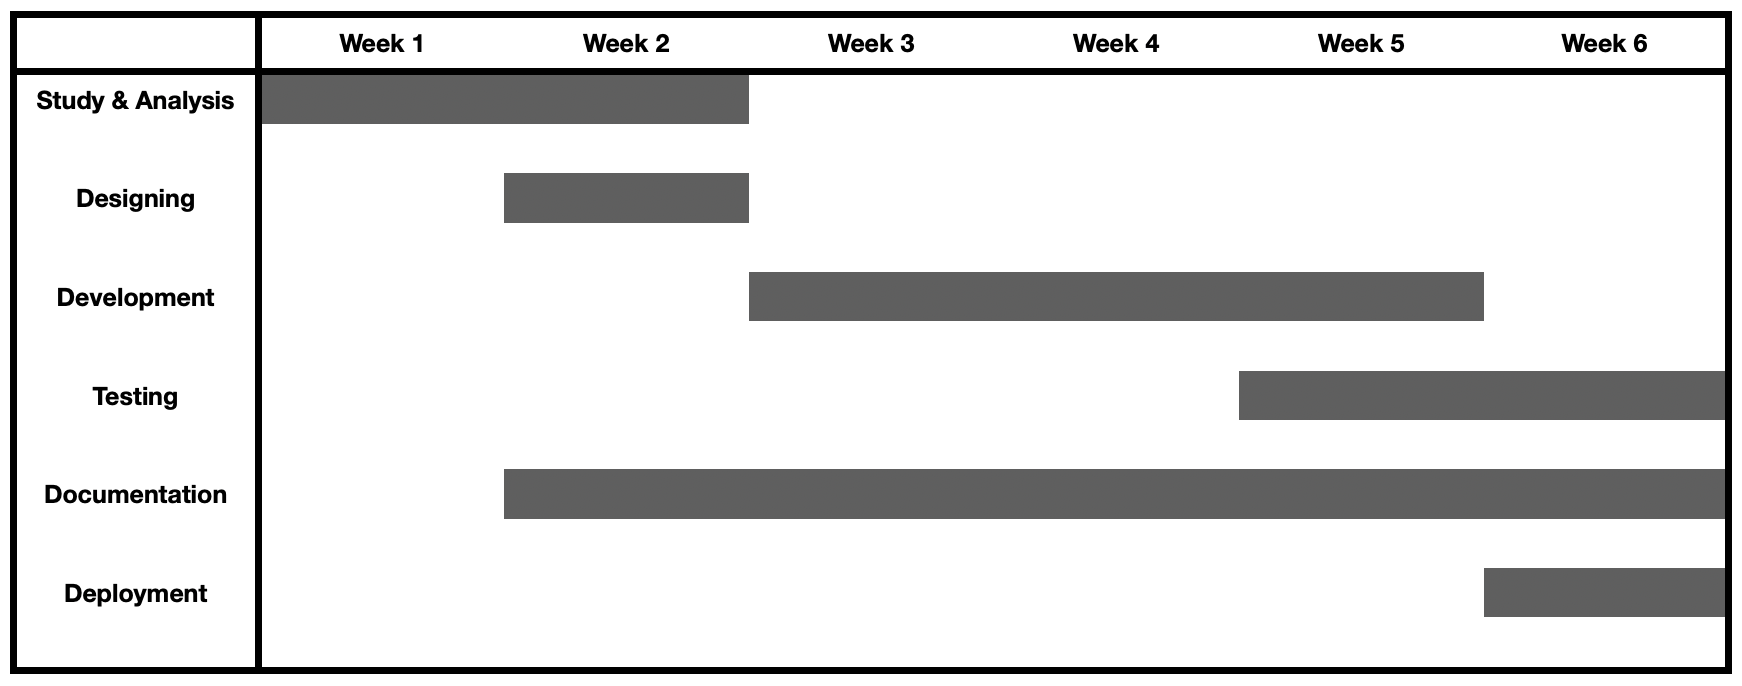 Week 1 Week 2 Week 3 Week 4 Week 5 Week 6
Study & Analysis
Designing
Development
Testing
Documentation
Deployment